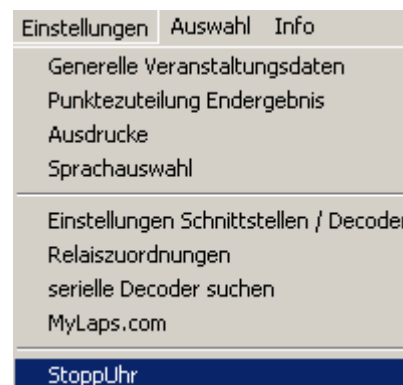 Einstellungen Auswahl Info
Generelle Veranstaltungsdaten
Punktezuteilung Endergebnis
Ausdrucke
Sprachauswahl
Einstellungen Schnittstellen / Decoder
Relaiszuordnungen
serielle Decoder suchen
MyLaps.com
StoppUhr